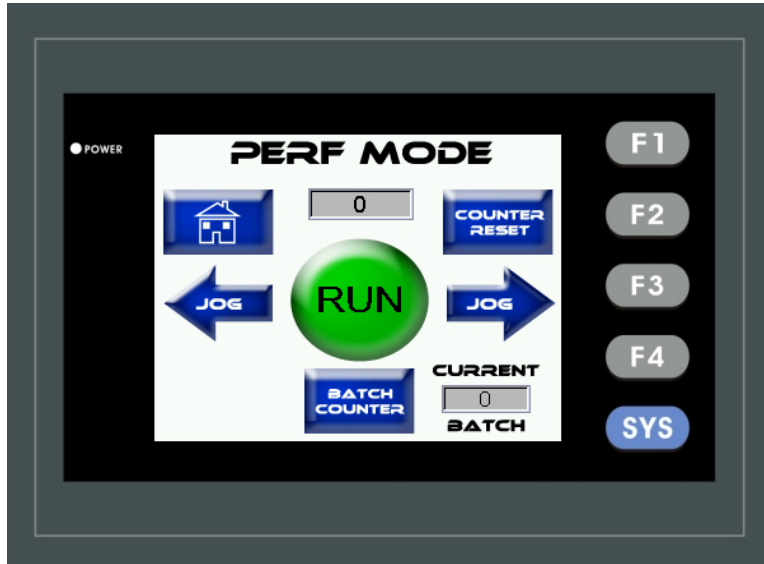 POWER
PERF MODE
F1
0
COUNTER
RESET
F2
JOG
RUN
JOG
F3
CURRENT
F4
BATCH
COUNTER
0
BATCH
SYS